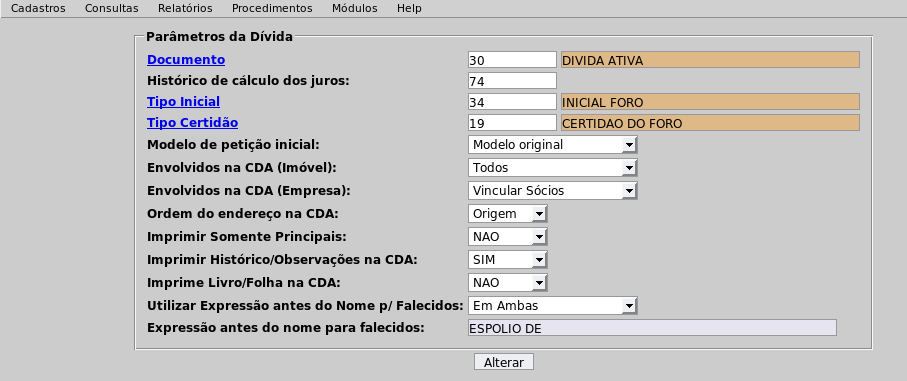 Cadastros Consultas Relatórios Procedimentos Módulos Help
Parâmetros da Dívida
Documento 30 DIVIDA ATIVA
Histórico de cálculo dos juros: 74
Tipo Inicial 34 INICIAL FORO
Tipo Certidão 19 CERTIDAO DO FORO
Modelo de petição inicial: Modelo original
Envolvidos na CDA (Imóvel): Todos
Envolvidos na CDA (Empresa): Vincular Sócios
Ordem do endereço na CDA: Origem
Imprimir Somente Principais: NAO
Imprimir Histórico/Observações na CDA: SIM
Imprime Livro/Folha na CDA: NAO
Utilizar Expressão antes do Nome p/ Falecidos: Em Ambas
Expressão antes do nome para falecidos: ESPOLIO DE
Alterar